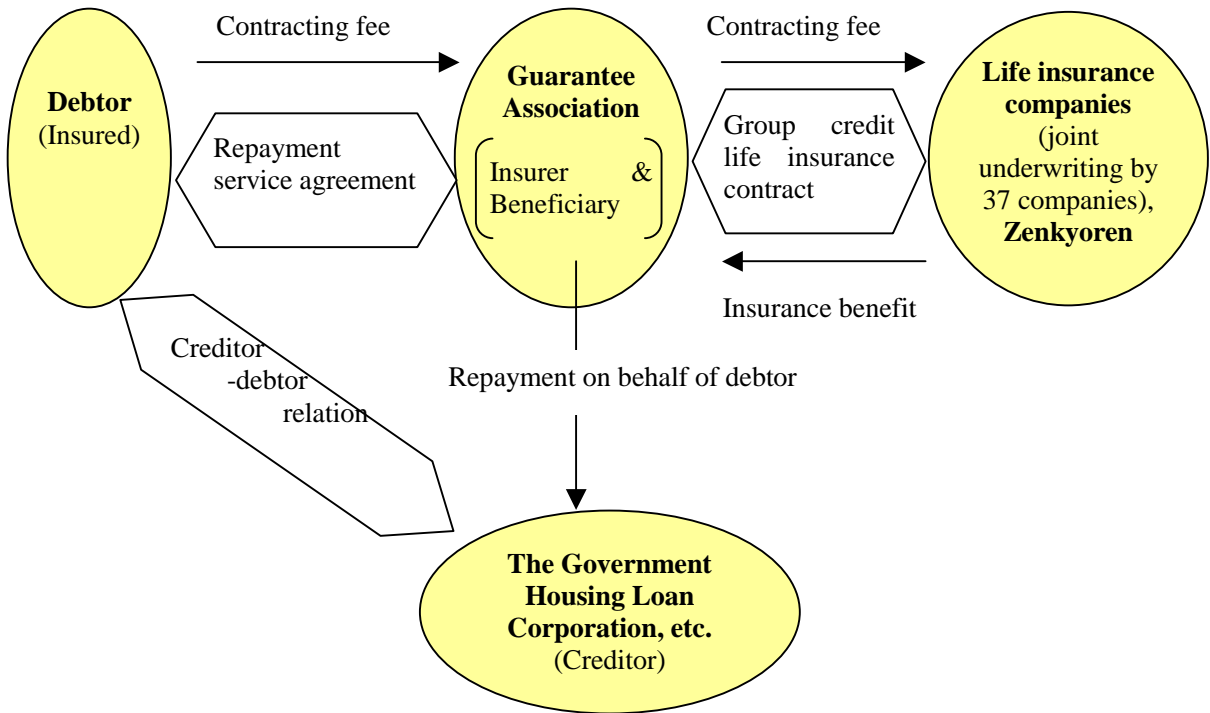 Contracting fee
Contracting fee
Debtor
(Insured)
Repayment
service agreement
Guarantee
Association
Insurer &
Beneficiary
Group credit
life insurance
contract
Life insurance
companies
(joint
underwriting by
37 companies),
Zenkyoren
Insurance benefit
Creditor
-debtor
relation
Repayment on behalf of debtor
The Government
Housing Loan
Corporation, etc.
(Creditor)